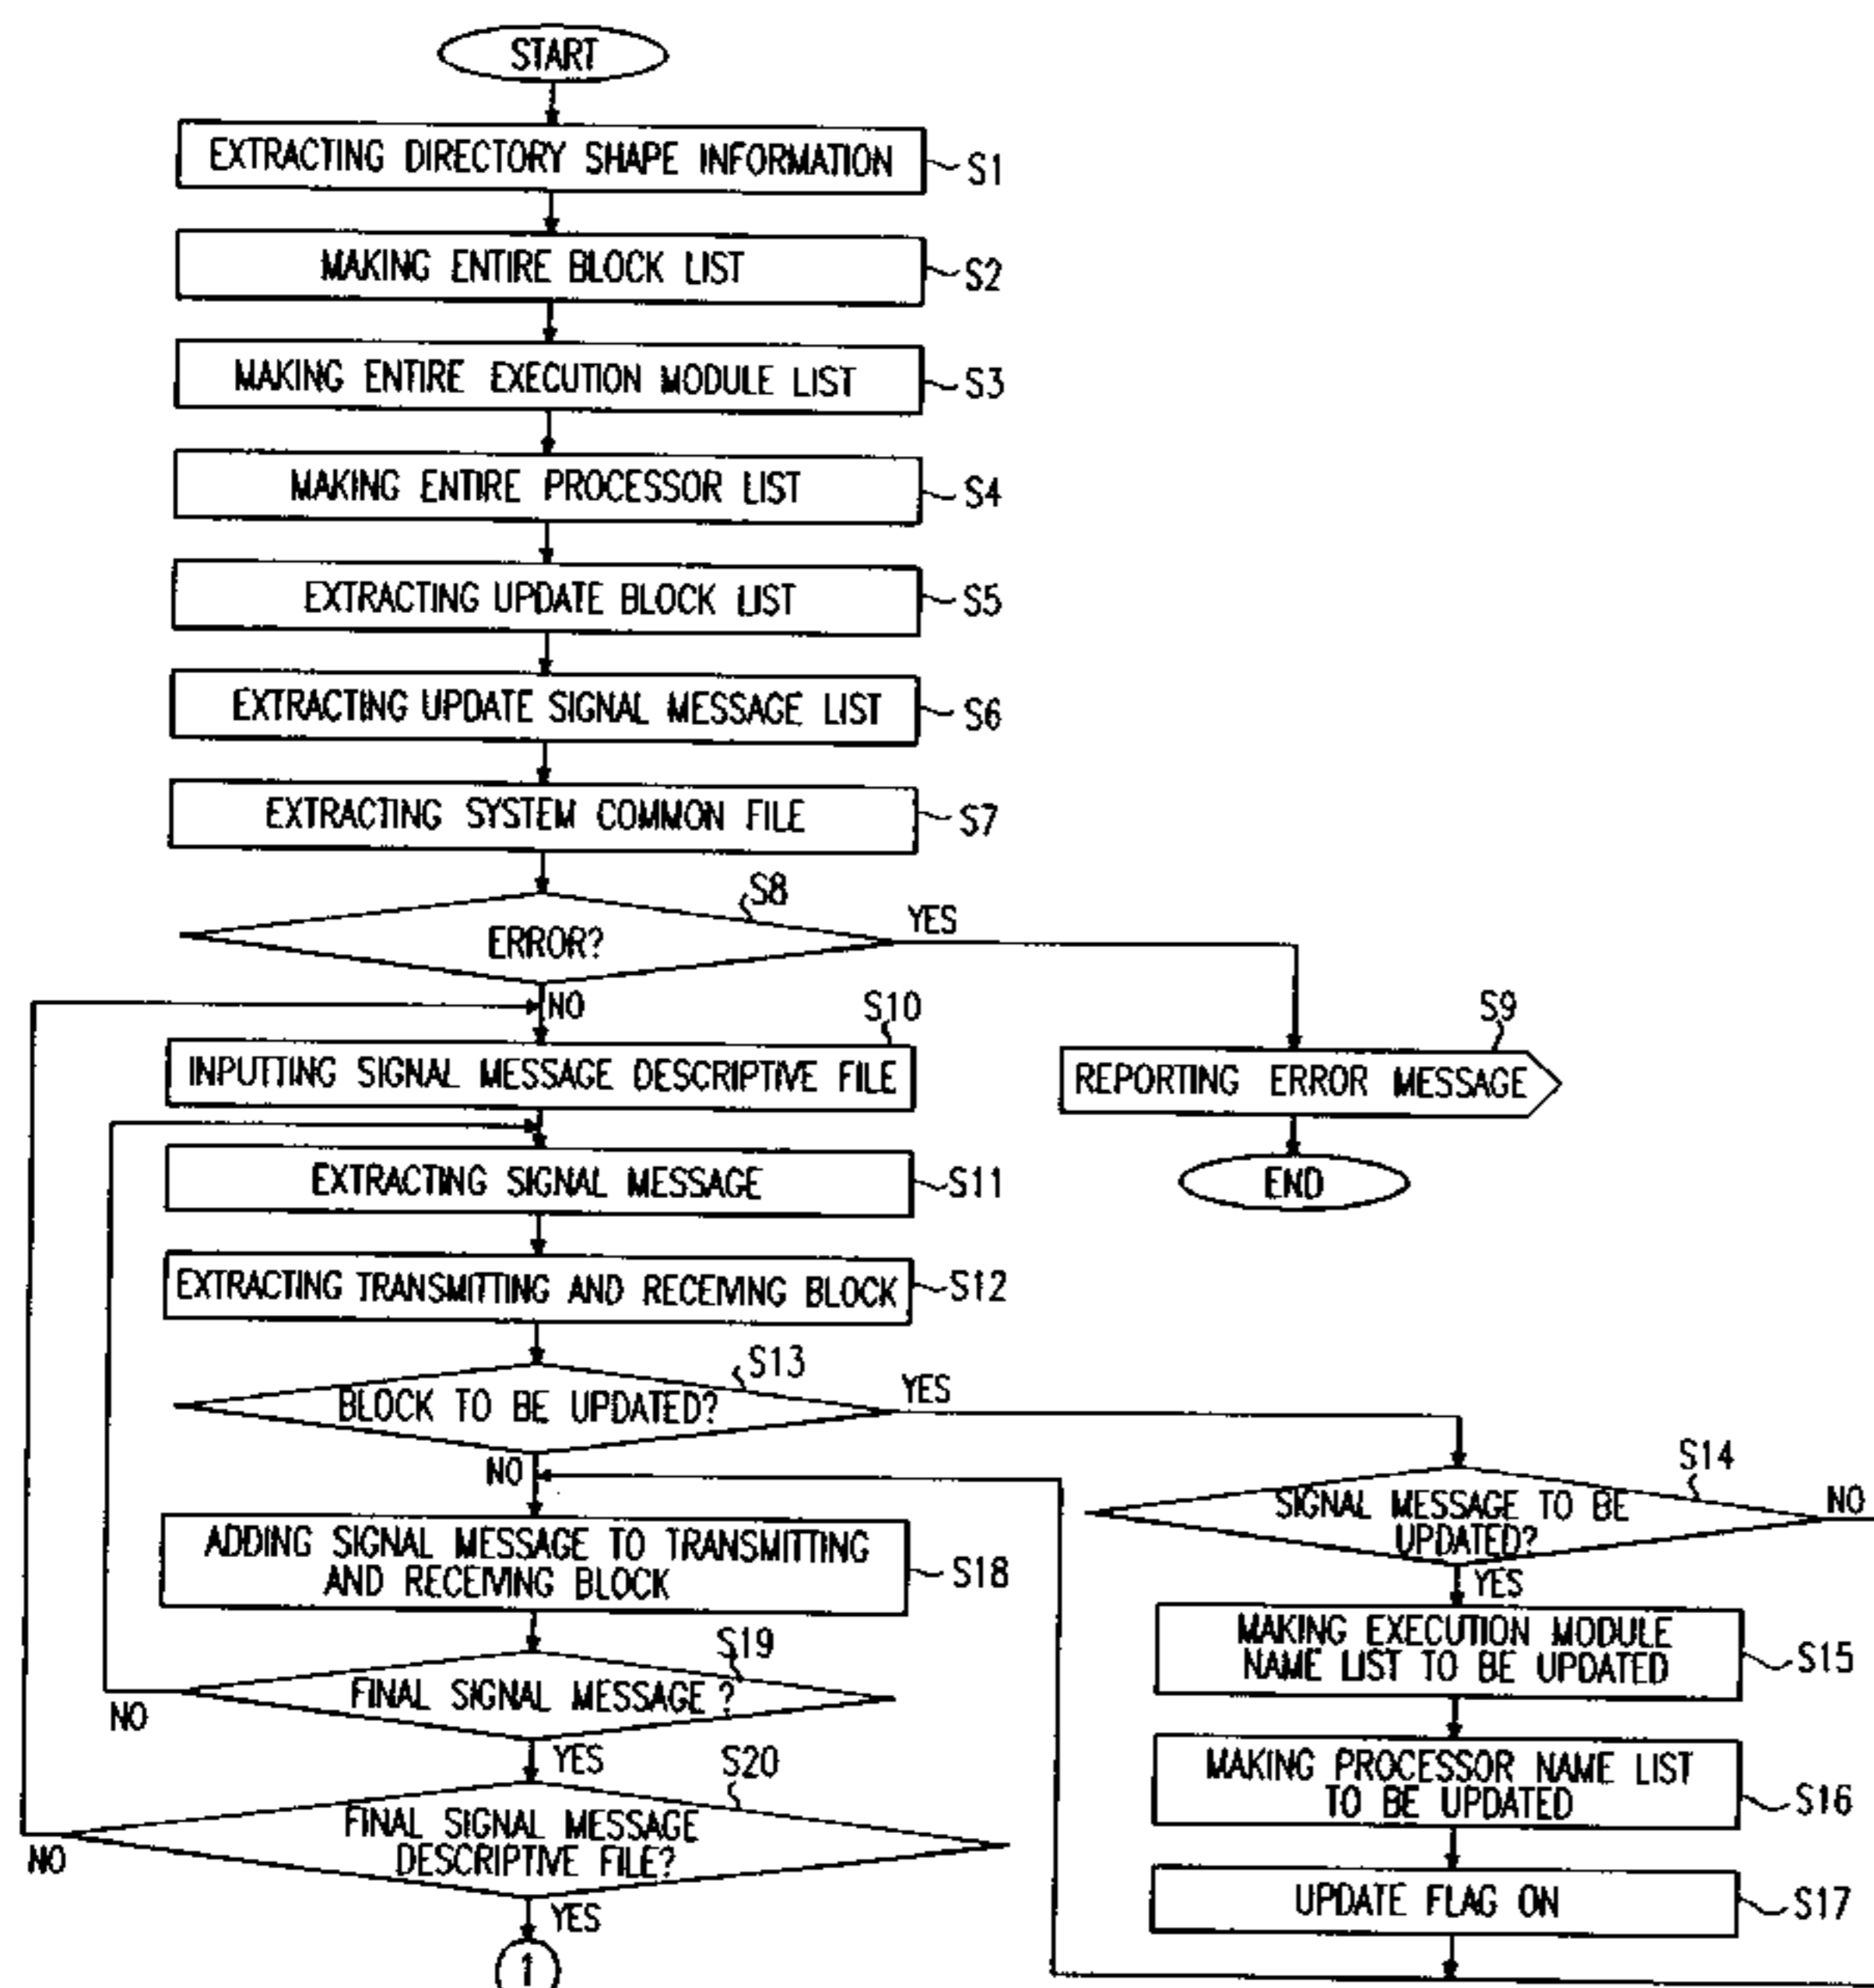 START
EXTRACTING DIRECTORY SHAPE INFORMATION
S1
MAKING ENTIRE BLOCK LIST
S2
MAKING ENTIRE EXECUTION MODULE LIST
S3
MAKING ENTIRE PROCESSOR LIST
S4
EXTRACTING UPDATE BLOCK LIST
S5
EXTRACTING UPDATE SIGNAL MESSAGE LIST
S6
EXTRACTING SYSTEM COMMON FILE
S7
S8
ERROR?
YES
NO
S9
REPORTING ERROR MESSAGE
END
S10
INPUTTING SIGNAL MESSAGE DESCRIPTIVE FILE
EXTRACTING SIGNAL MESSAGE
S11
EXTRACTING TRANSMITTING AND RECEIVING BLOCK
S12
S13
BLOCK TO BE UPDATED?
YES
NO
S14
SIGNAL MESSAGE TO BE
UPDATED?
NO
YES
MAKING EXECUTION MODULE
NAME LIST TO BE UPDATED
S15
MAKING PROCESSOR NAME LIST
TO BE UPDATED
S16
UPDATE FLAG ON
S17
ADDING SIGNAL MESSAGE TO TRANSMITTING
AND RECEIVING BLOCK
S18
S19
FINAL SIGNAL MESSAGE ?
NO
YES
S20
FINAL SIGNAL MESSAGE
DESCRIPTIVE FILE?
NO
YES
1